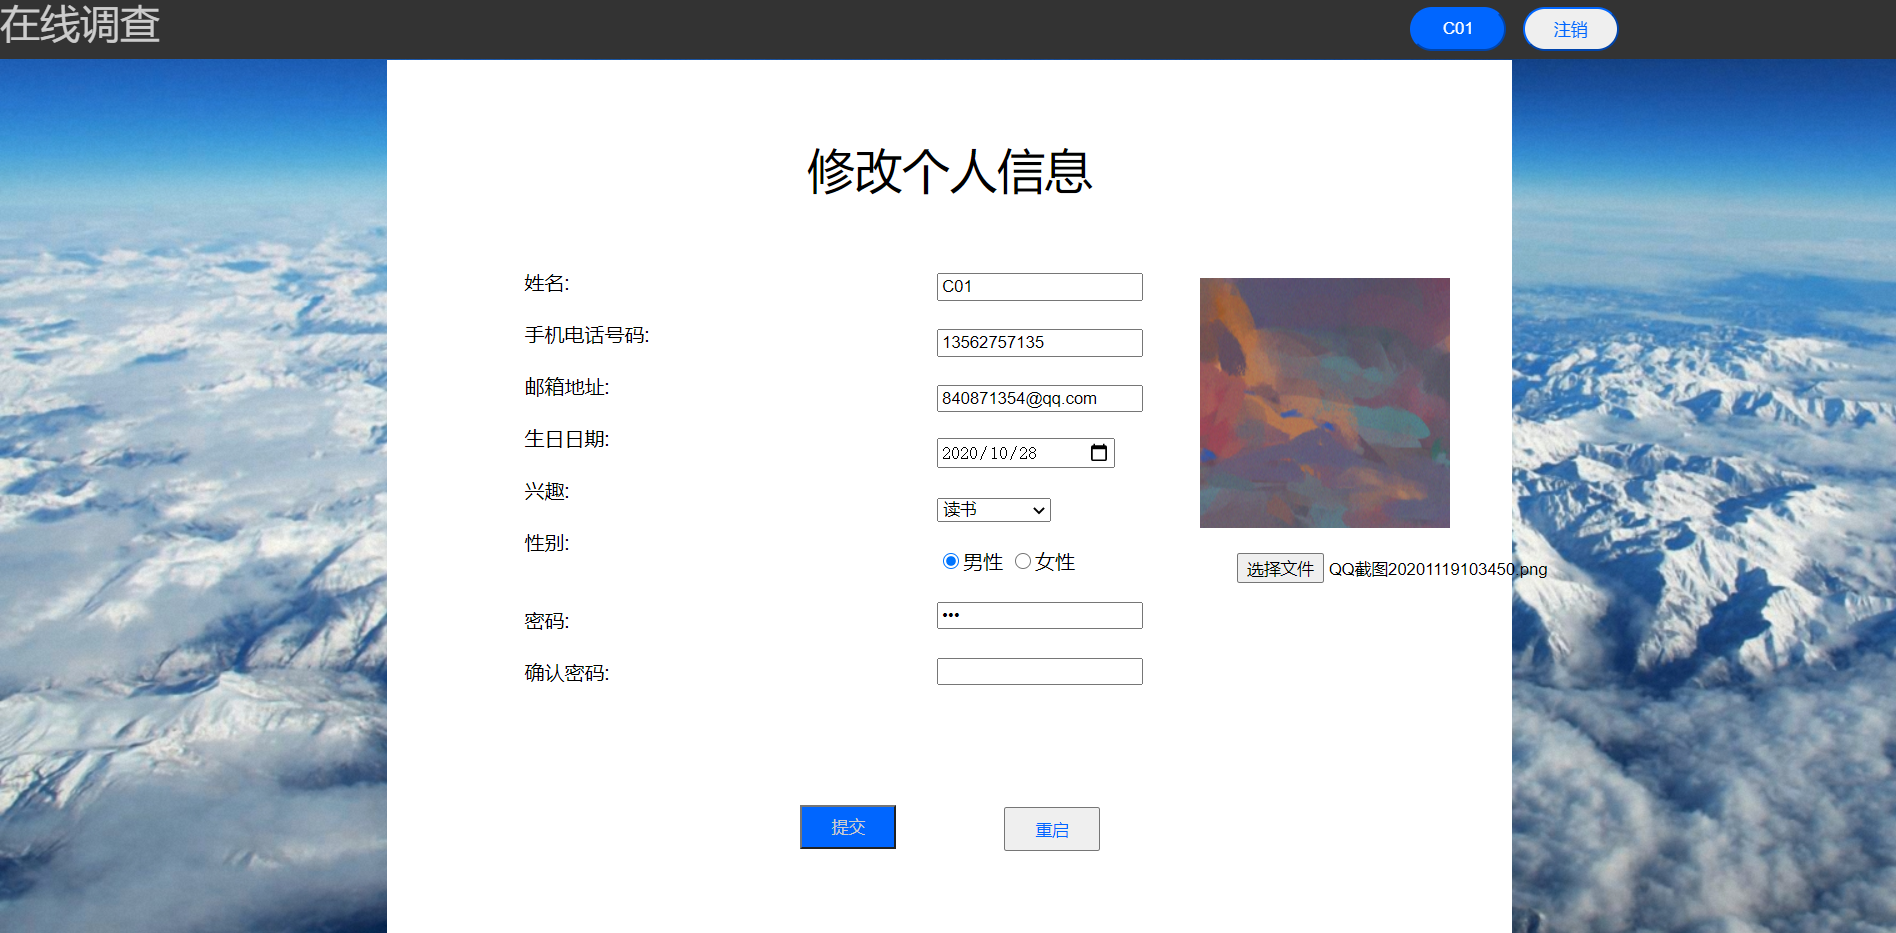 在线调查
C01
注销
修改个人信息
姓名:
C01
手机电话号码:
13562757135
邮箱地址:
840871354@qq.com
生日日期:
2020/10/28
兴趣:
读书
性别:
男性 女性
选择文件 QQ截图20201119103450.png
密码:
•••
确认密码:
提交
重启